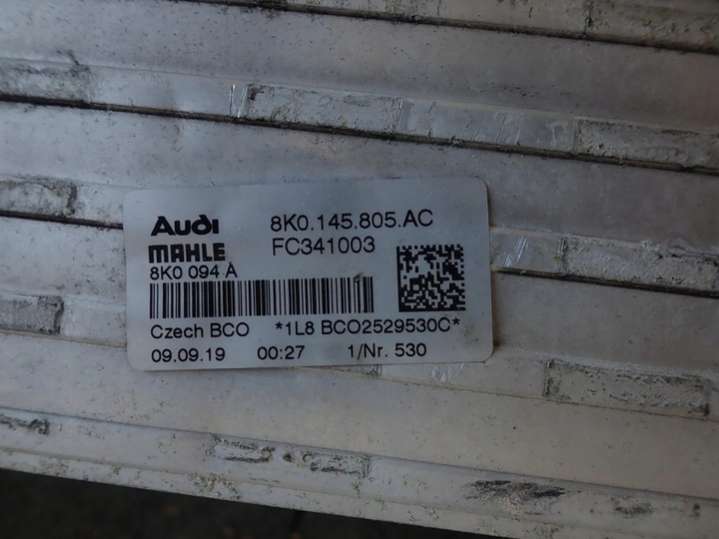 Audi 8K0.145.805.AC
MAHLE FC341003
8K0 094 A
Czech BCO *1L8 BCO2529530C*
09.09.19 00:27 1/Nr. 530